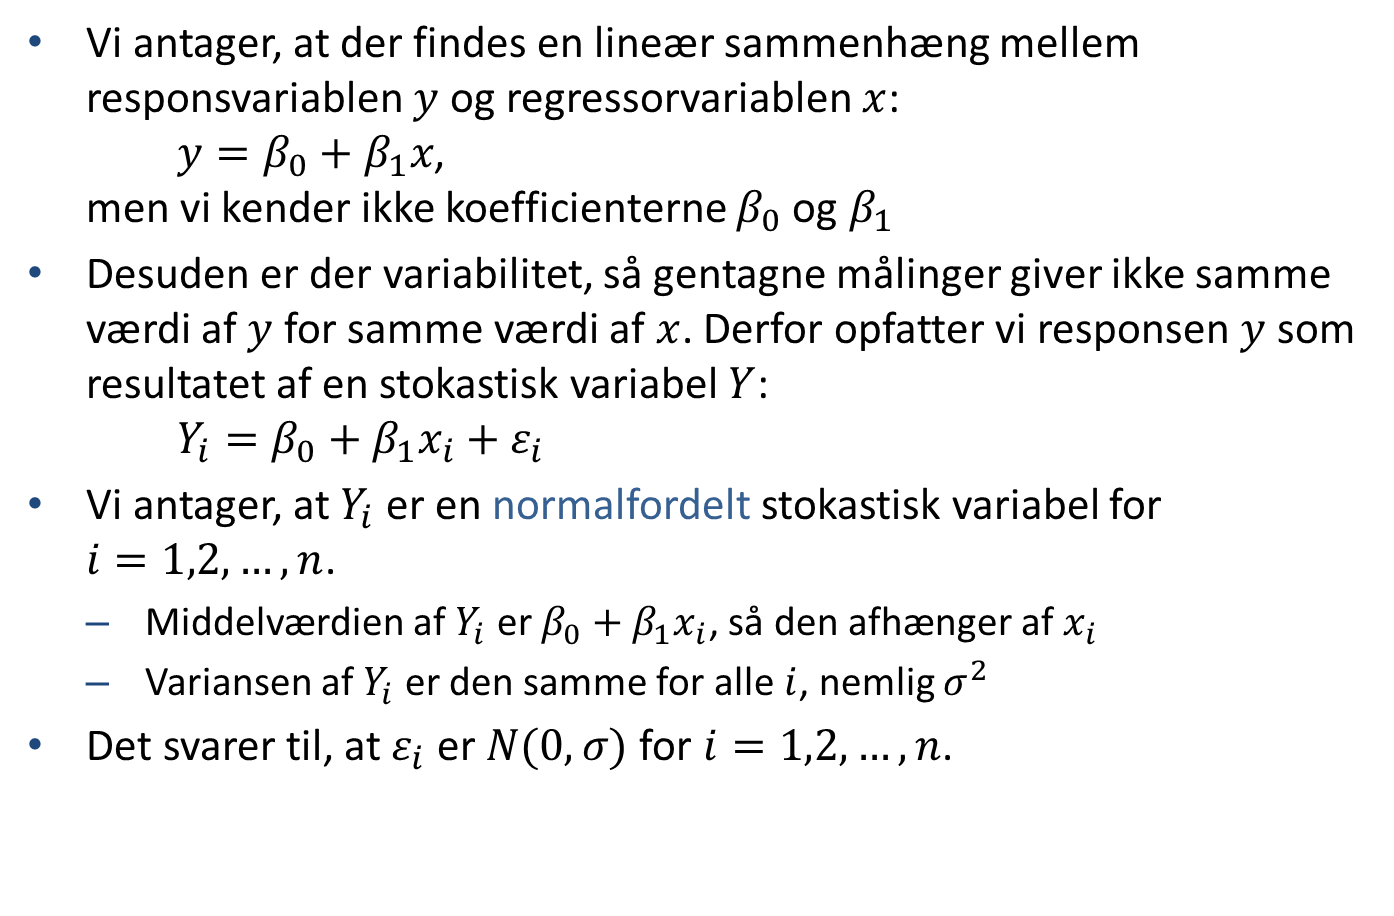 • Vi antager, at der findes en lineær sammenhæng mellem
responsvariablen y og regressorvariablen x:
y = β₀ + β₁x,
men vi kender ikke koefficienterne β₀ og β₁
• Desuden er der variabilitet, så gentagne målinger giver ikke samme
værdi af y for samme værdi af x. Derfor opfatter vi responsen y som
resultatet af en stokastisk variabel Y:
Yᵢ = β₀ + β₁xᵢ + εᵢ
• Vi antager, at Yᵢ er en normalfordelt stokastisk variabel for
i = 1,2, … , n.
– Middelværdien af Yᵢ er β₀ + β₁xᵢ, så den afhænger af xᵢ
– Variansen af Yᵢ er den samme for alle i, nemlig σ²
• Det svarer til, at εᵢ er N(0, σ) for i = 1,2, … , n.